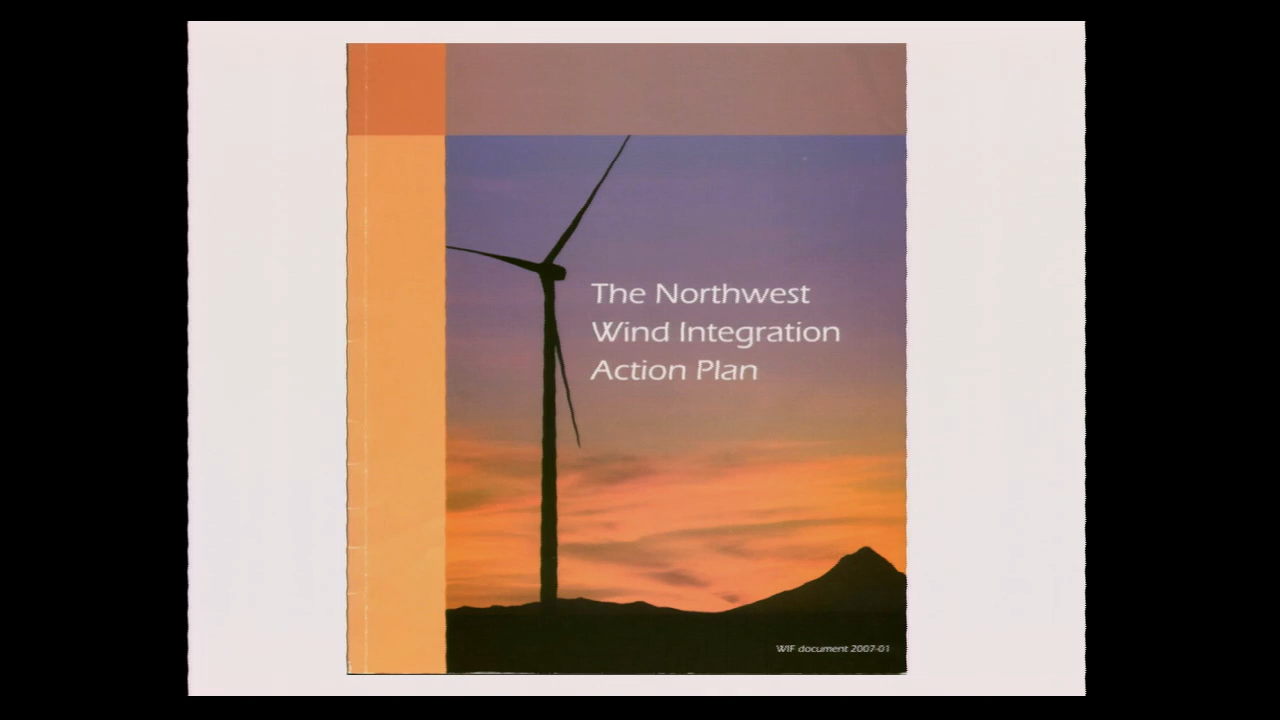 The Northwest
Wind Integration
Action Plan
WIF document 2007-01